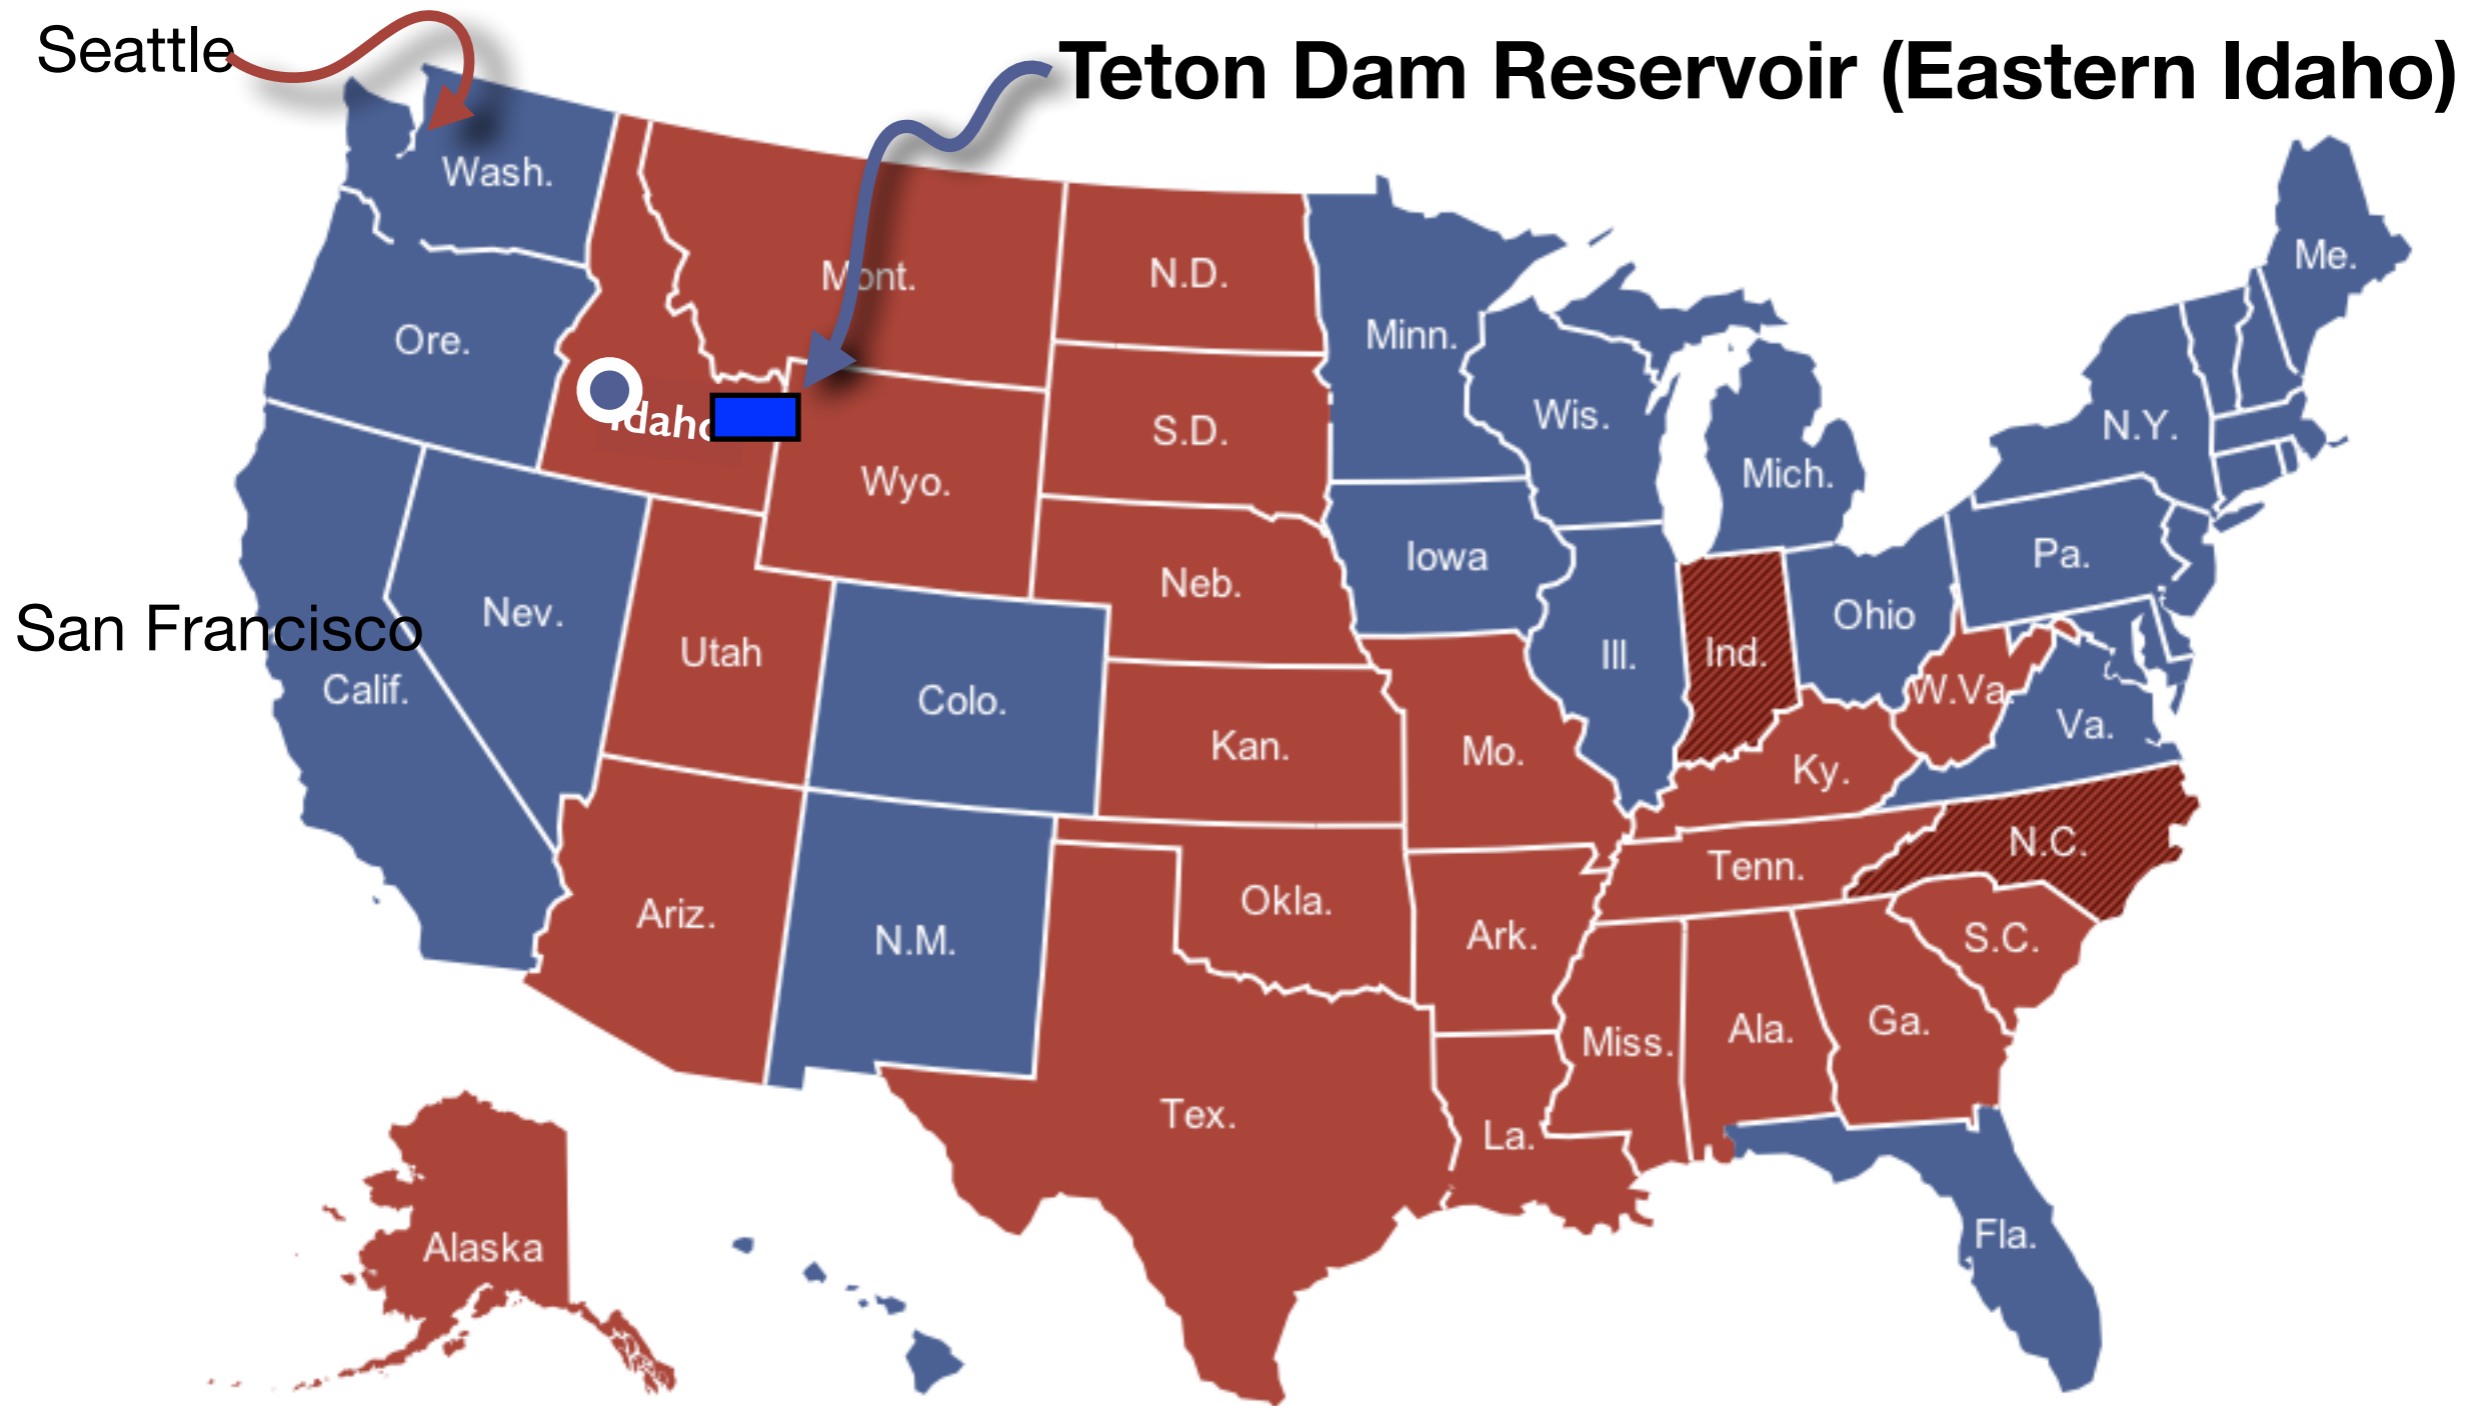 Seattle
Teton Dam Reservoir (Eastern Idaho)
Wash.
Mont.
N.D.
Me.
Ore.
Minn.
Idaho
S.D.
Wis.
N.Y.
Wyo.
Mich.
Iowa
Pa.
Neb.
Nev.
Ohio
San Francisco
Utah
Ill.
Ind.
Calif.
Colo.
W.Va.
Va.
Kan.
Mo.
Ky.
N.C.
Tenn.
Okla.
Ariz.
N.M.
Ark.
S.C.
Miss.
Ala.
Ga.
Tex.
La.
Fla.
Alaska